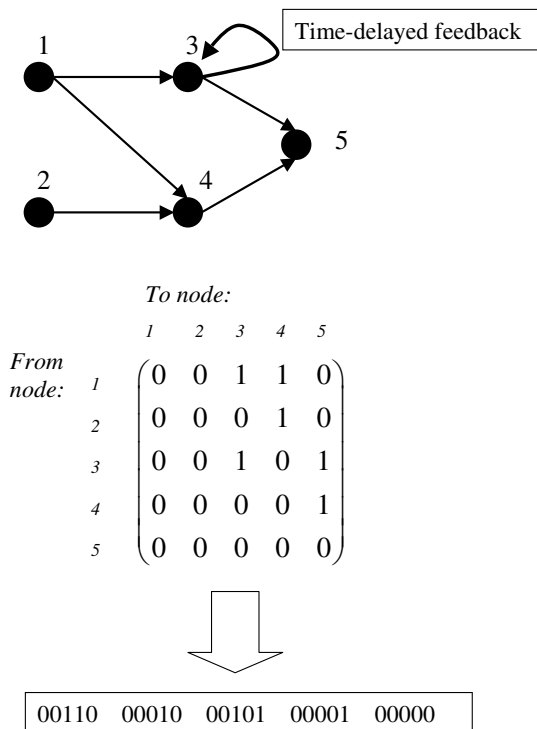 Time-delayed feedback
1
3
5
2
4
To node:
1 2 3 4 5
From
node:
1 0 0 1 1 0
2 0 0 0 1 0
3 0 0 1 0 1
4 0 0 0 0 1
5 0 0 0 0 0
00110 00010 00101 00001 00000